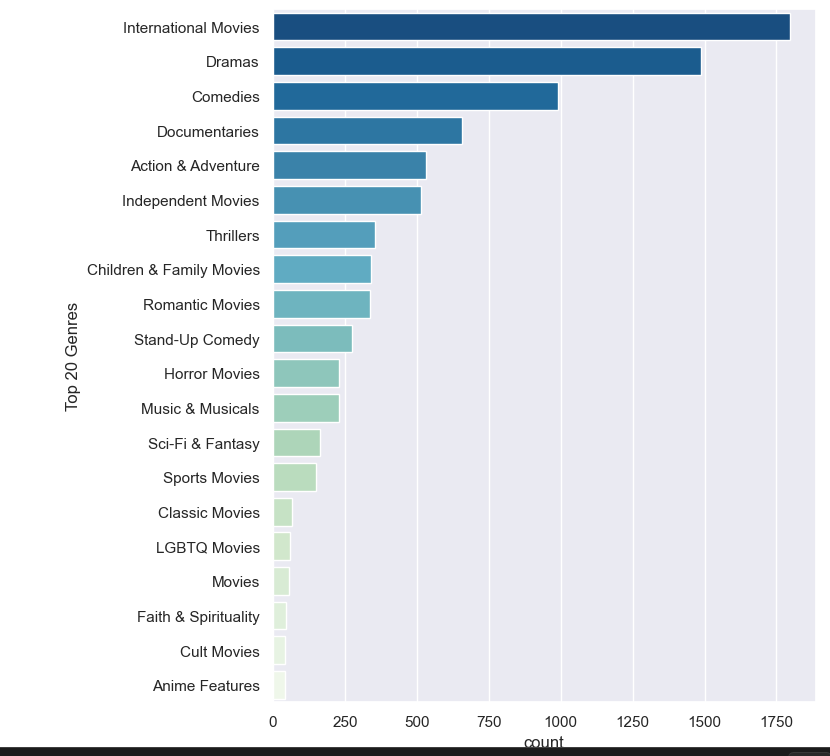 International Movies
Dramas
Comedies
Documentaries
Action & Adventure
Independent Movies
Thrillers
Children & Family Movies
Romantic Movies
Stand-Up Comedy
Horror Movies
Music & Musicals
Sci-Fi & Fantasy
Sports Movies
Classic Movies
LGBTQ Movies
Movies
Faith & Spirituality
Cult Movies
Anime Features
Top 20 Genres
0 250 500 750 1000 1250 1500 1750
count